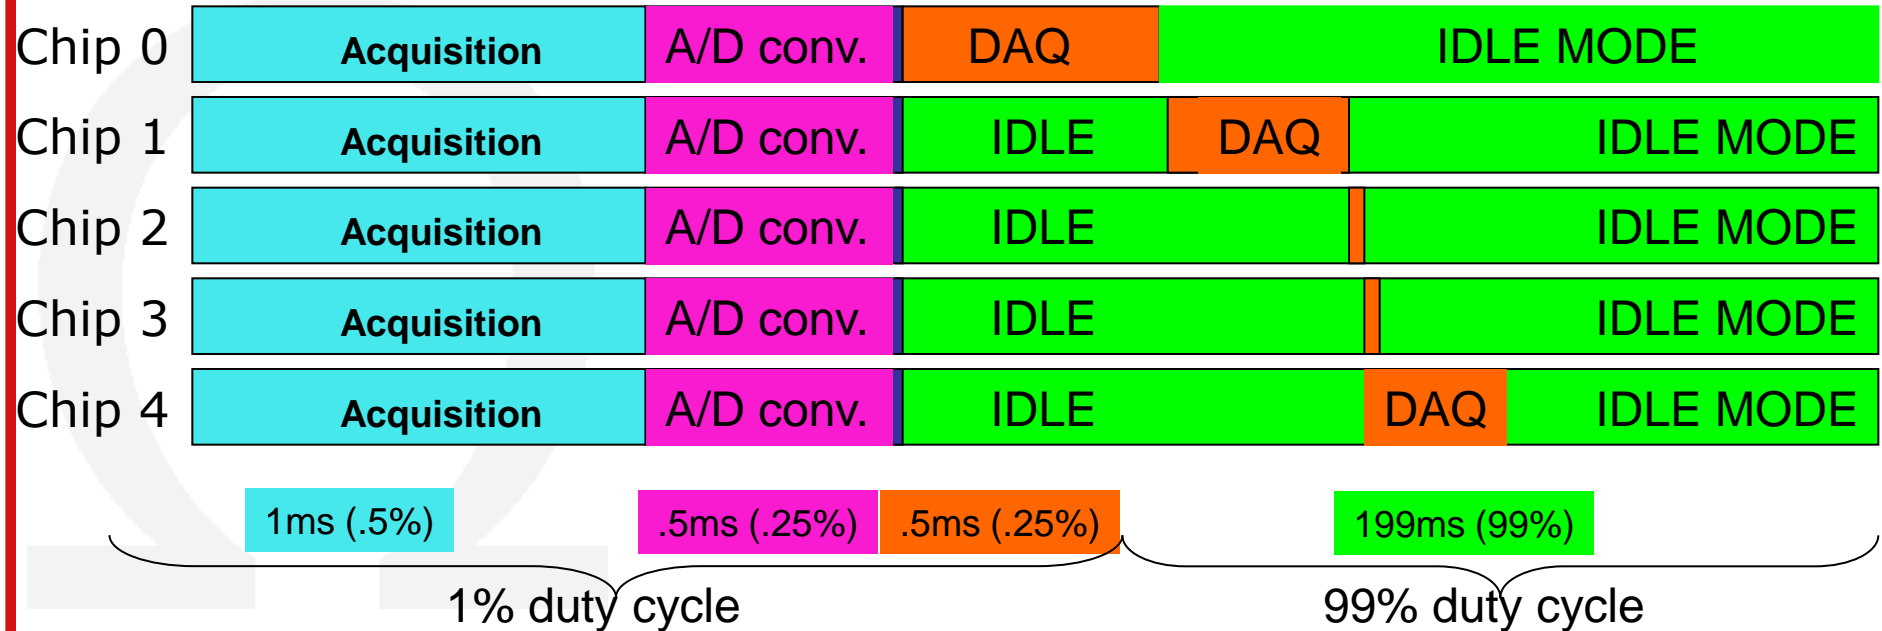 Chip 0 Acquisition A/D conv. DAQ IDLE MODE
Chip 1 Acquisition A/D conv. IDLE DAQ IDLE MODE
Chip 2 Acquisition A/D conv. IDLE IDLE MODE
Chip 3 Acquisition A/D conv. IDLE IDLE MODE
Chip 4 Acquisition A/D conv. IDLE DAQ IDLE MODE
1ms (.5%) .5ms (.25%) .5ms (.25%) 199ms (99%)
1% duty cycle 99% duty cycle